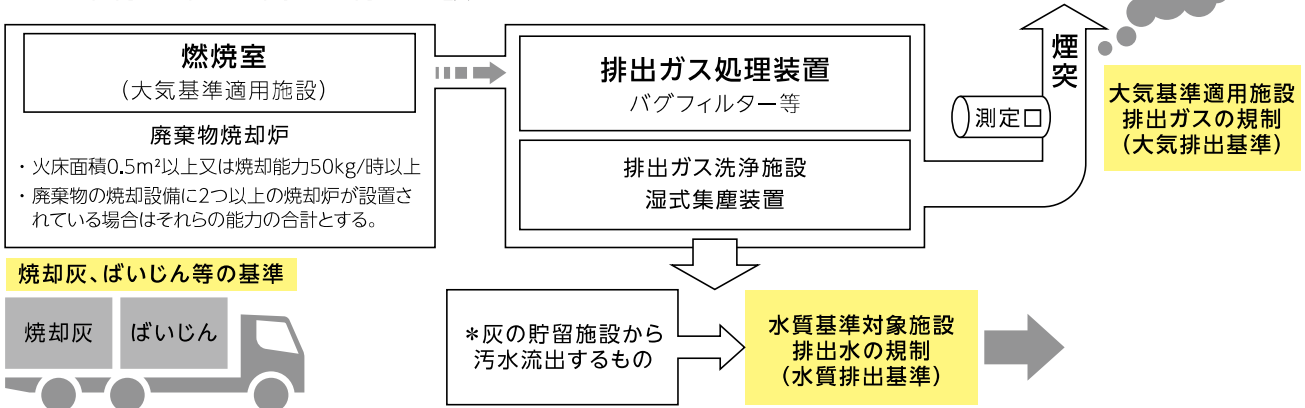 燃焼室
(大気基準適用施設)
廃棄物焼却炉
・火床面積0.5m²以上又は焼却能力50kg/時以上
・廃棄物の焼却設備に2つ以上の焼却炉が設置さ
れている場合はそれらの能力の合計とする。
排出ガス処理装置
バグフィルター等
排出ガス洗浄施設
湿式集塵装置
測定口
煙突
大気基準適用施設
排出ガスの規制
(大気排出基準)
焼却灰、ばいじん等の基準
焼却灰
ばいじん
*灰の貯留施設から
汚水流出するもの
水質基準対象施設
排出水の規制
(水質排出基準)